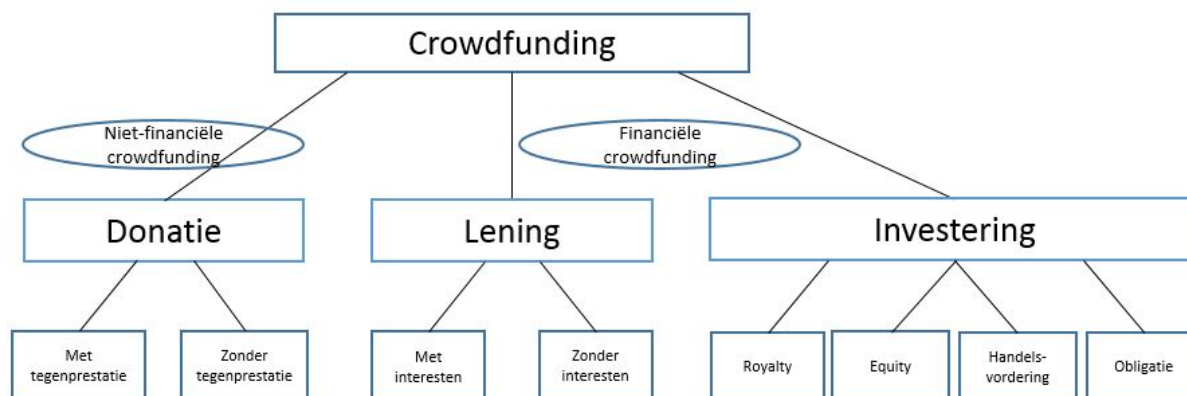 Crowdfunding
Niet-financiële
crowdfunding
Financiële
crowdfunding
Donatie
Lening
Investering
Met
tegenprestatie
Zonder
tegenprestatie
Met
interesten
Zonder
interesten
Royalty
Equity
Handels-
vordering
Obligatie